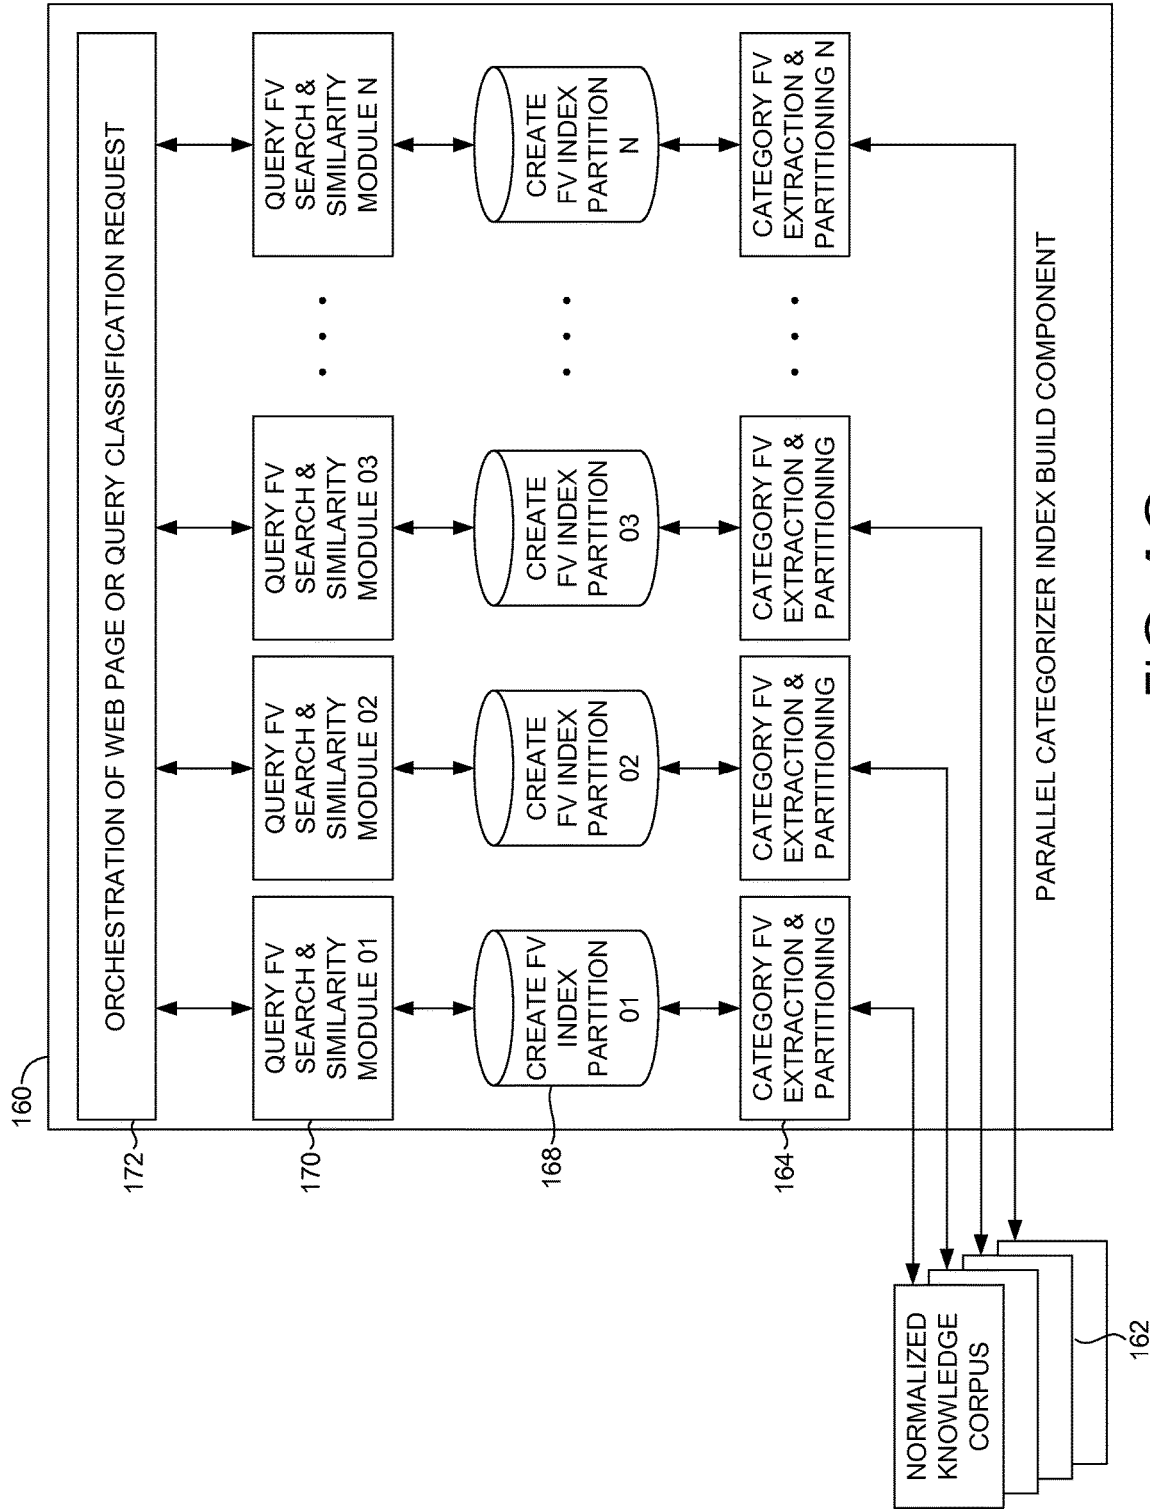 160
172
ORCHESTRATION OF WEB PAGE OR QUERY CLASSIFICATION REQUEST
170
QUERY FV
SEARCH &
SIMILARITY
MODULE 01
QUERY FV
SEARCH &
SIMILARITY
MODULE 02
QUERY FV
SEARCH &
SIMILARITY
MODULE 03
• • •
QUERY FV
SEARCH &
SIMILARITY
MODULE N
168
CREATE FV
INDEX
PARTITION
01
CREATE
FV INDEX
PARTITION
02
CREATE
FV INDEX
PARTITION
03
• • •
CREATE
FV INDEX
PARTITION
N
164
CATEGORY FV
EXTRACTION &
PARTITIONING
CATEGORY FV
EXTRACTION &
PARTITIONING
CATEGORY FV
EXTRACTION &
PARTITIONING
• • •
CATEGORY FV
EXTRACTION &
PARTITIONING N
NORMALIZED
KNOWLEDGE
CORPUS
162
PARALLEL CATEGORIZER INDEX BUILD COMPONENT